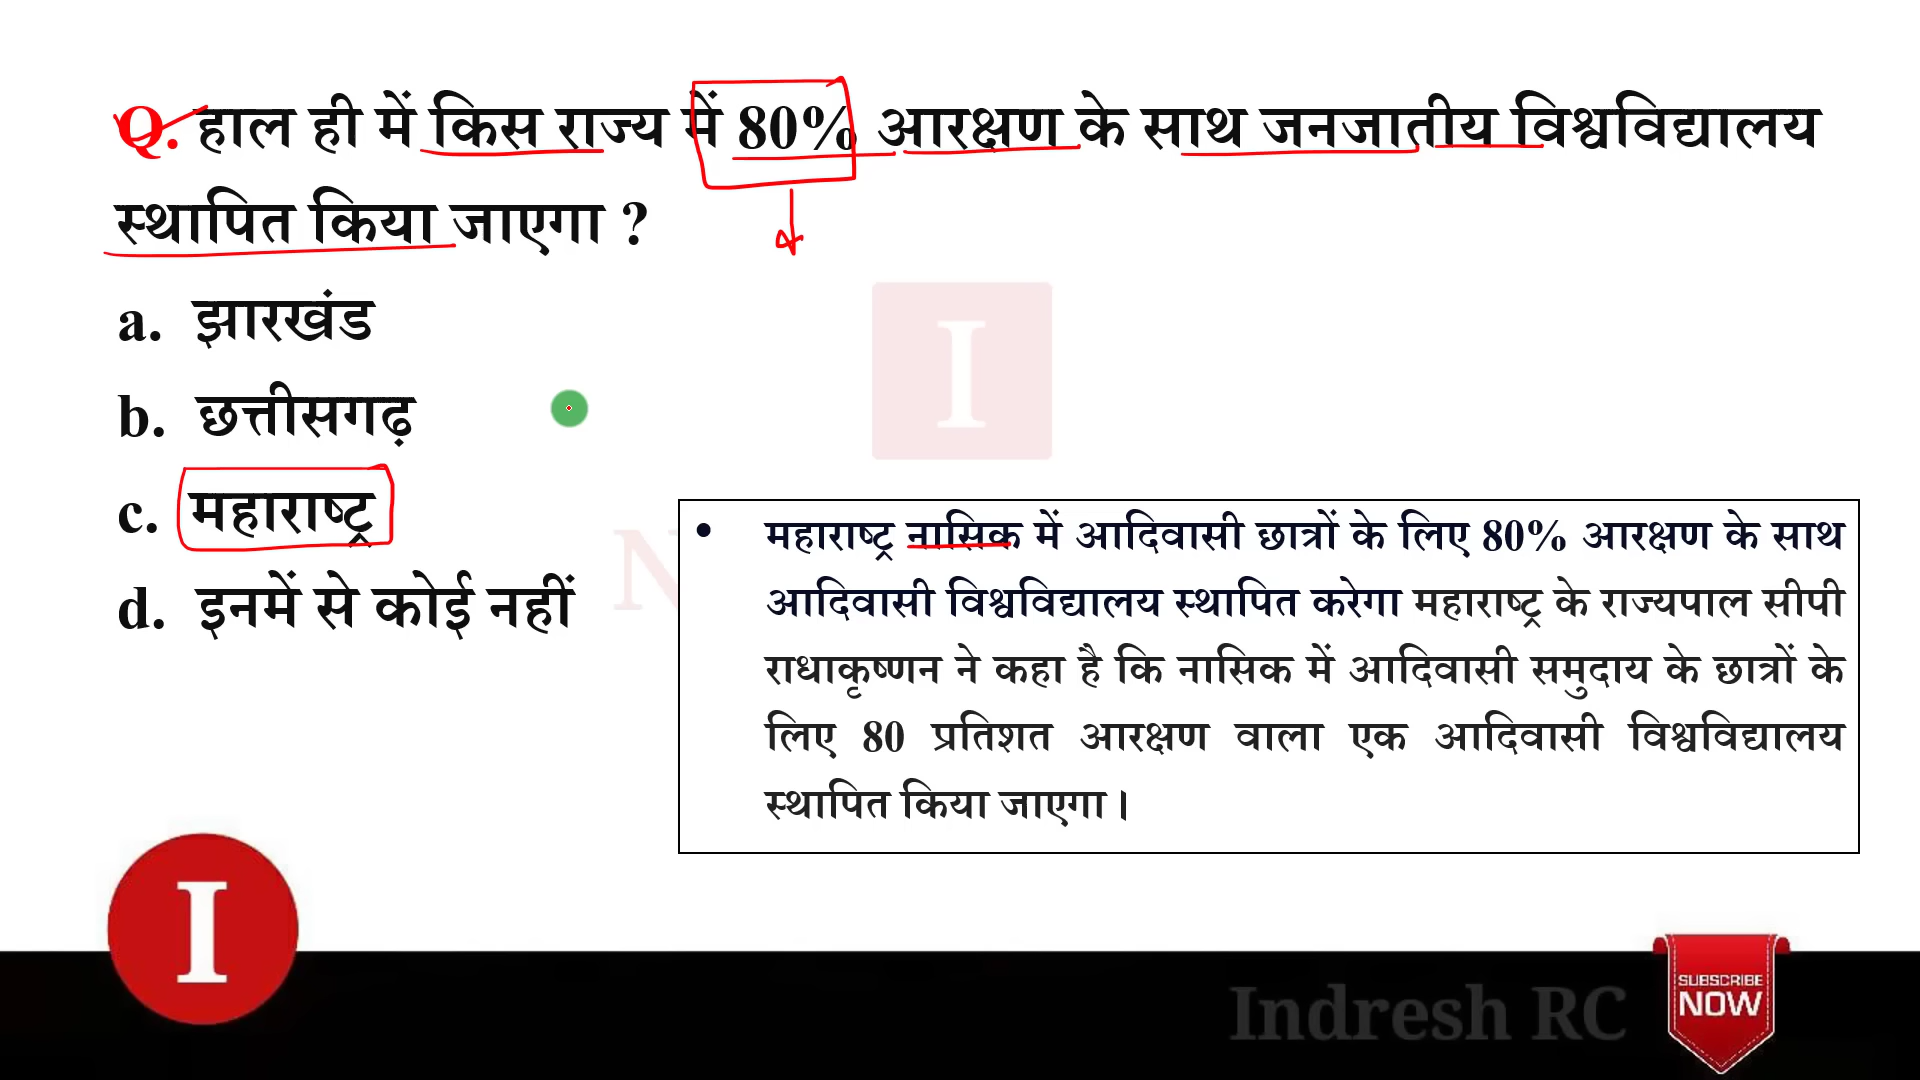 Q. हाल ही में किस राज्य में 80% आरक्षण के साथ जनजातीय विश्वविद्यालय
स्थापित किया जाएगा ?
a. झारखंड
b. छत्तीसगढ़
c. महाराष्ट्र
d. इनमें से कोई नहीं
I
N
• महाराष्ट्र नासिक में आदिवासी छात्रों के लिए 80% आरक्षण के साथ
आदिवासी विश्वविद्यालय स्थापित करेगा महाराष्ट्र के राज्यपाल सीपी
राधाकृष्णन ने कहा है कि नासिक में आदिवासी समुदाय के छात्रों के
लिए 80 प्रतिशत आरक्षण वाला एक आदिवासी विश्वविद्यालय
स्थापित किया जाएगा।
I
Indresh RC
SUBSCRIBE
NOW